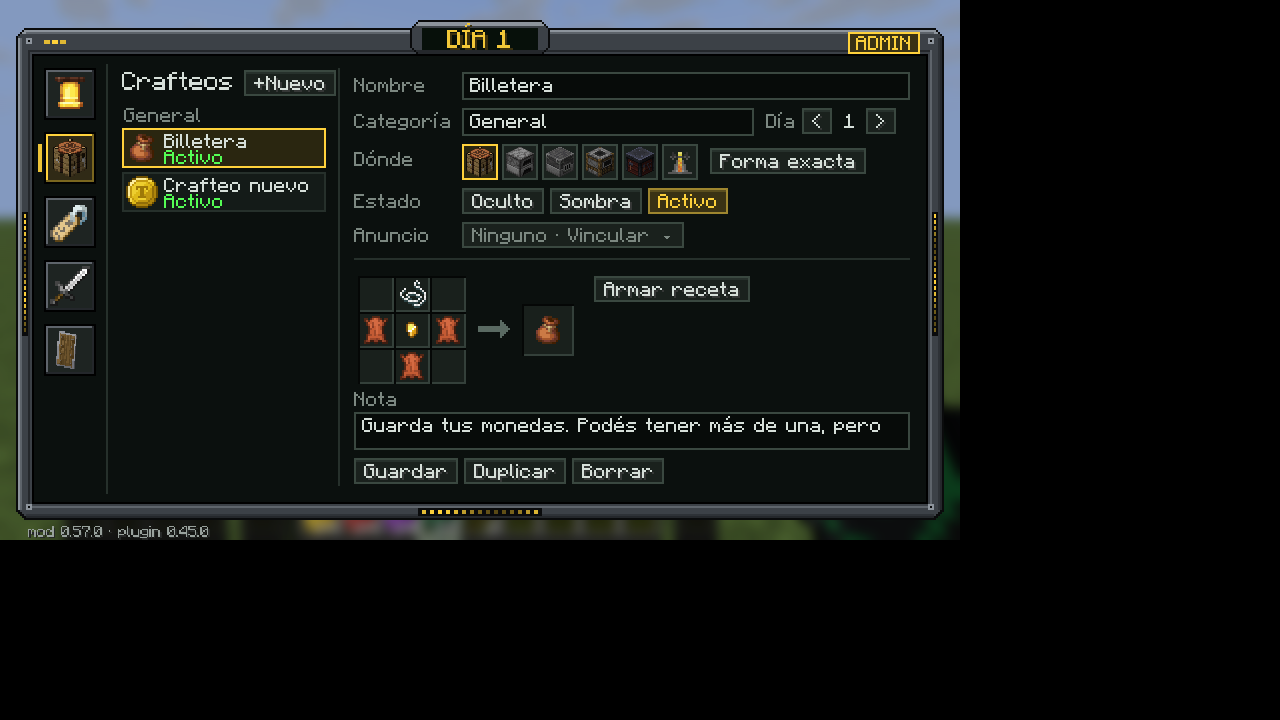 DÍA 1
ADMIN
Crafteos
+Nuevo
General
Billetera
Activo
Crafteo nuevo
Activo
Nombre
Billetera
Categoría
General
Día
<
1
>
Dónde
Forma exacta
Estado
Oculto
Sombra
Activo
Anuncio
Ninguno · Vincular
Armar receta
Nota
Guarda tus monedas. Podés tener más de una, pero
Guardar
Duplicar
Borrar
mod 0.57.0 · plugin 0.45.0